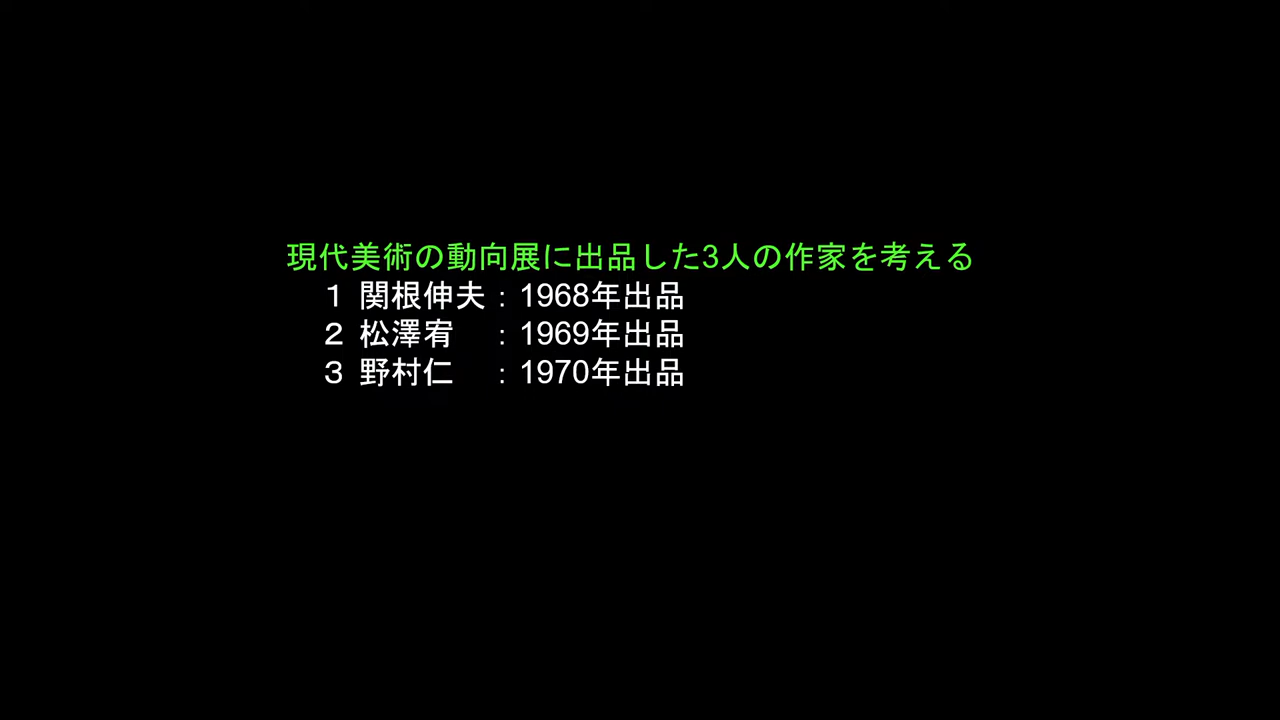 現代美術の動向展に出品した3人の作家を考える
１ 関根伸夫：1968年出品
２ 松澤宥　：1969年出品
３ 野村仁　：1970年出品